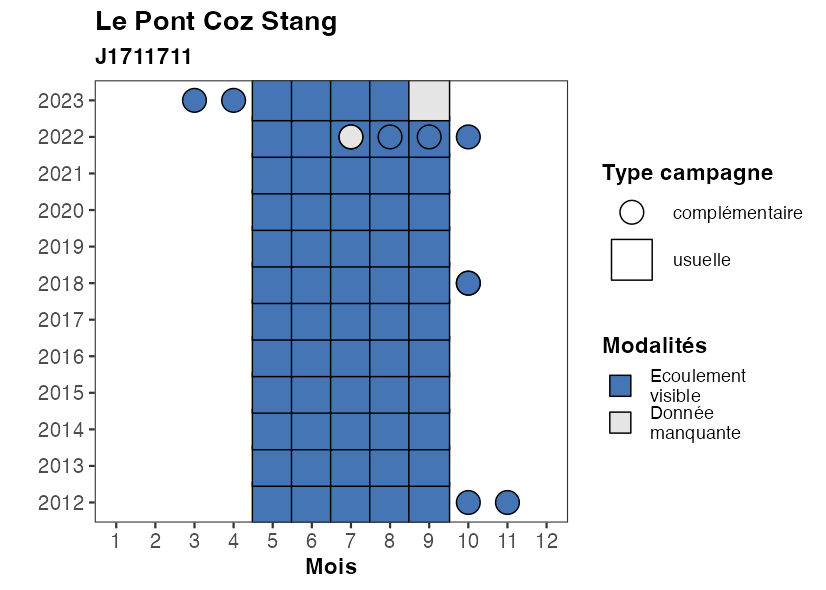 Le Pont Coz Stang
J1711711
2023
2022
2021
2020
2019
2018
2017
2016
2015
2014
2013
2012
1 2 3 4 5 6 7 8 9 10 11 12
Mois
Type campagne
complémentaire
usuelle
Modalités
Ecoulement
visible
Donnée
manquante